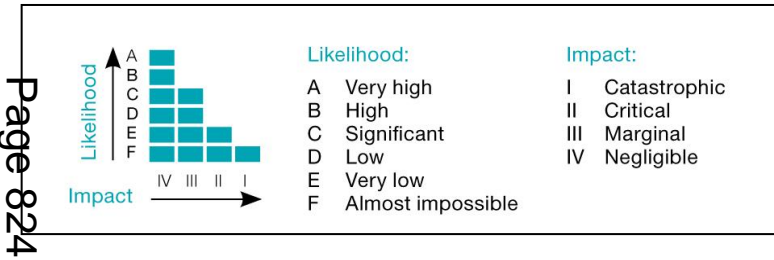 Page 824
Likelihood
A
B
C
D
E
F
IV III II I
Impact
Likelihood:
A Very high
B High
C Significant
D Low
E Very low
F Almost impossible
Impact:
I Catastrophic
II Critical
III Marginal
IV Negligible